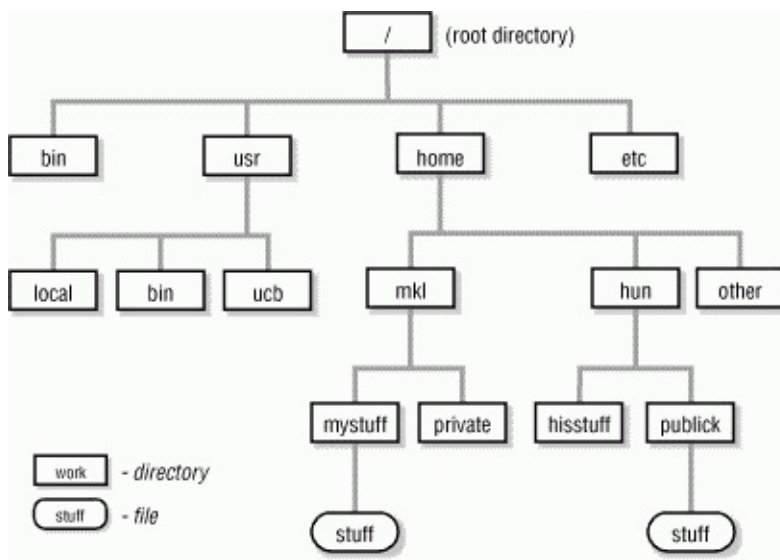 / (root directory)
bin usr home etc
local bin ucb mkl hun other
mystuff private hisstuff publick
work - directory
stuff - file
stuff stuff